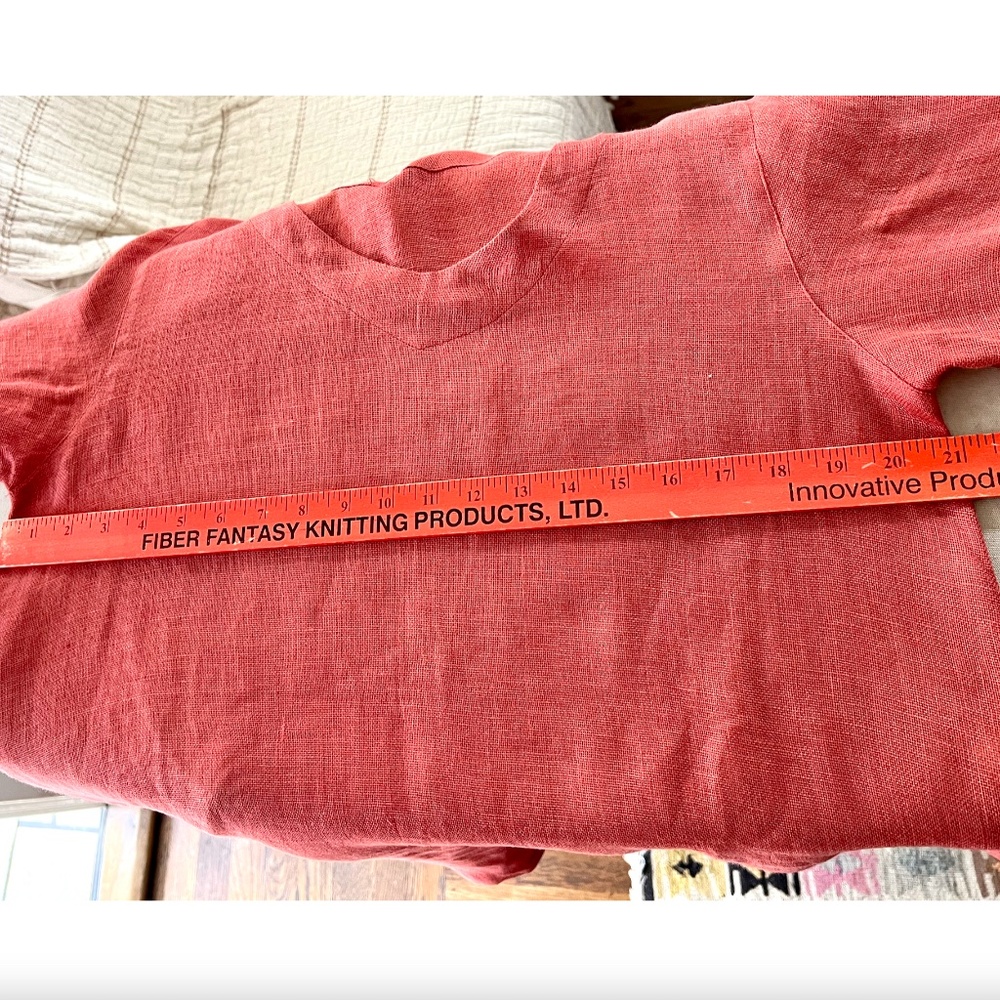 1 2 3 4 5 6 7 8 9 10 11 12 13 14 15 16 17 18 19 20 21
FIBER FANTASY KNITTING PRODUCTS, LTD. Innovative Produ